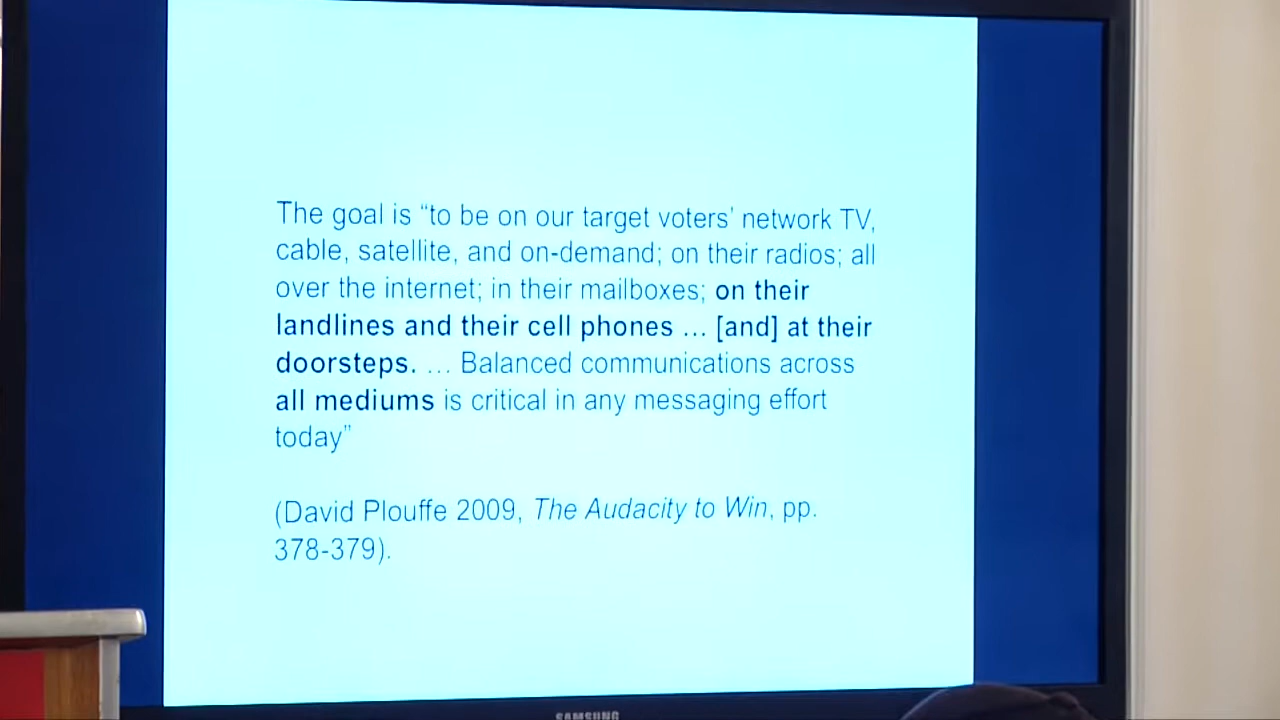 The goal is “to be on our target voters’ network TV,
cable, satellite, and on-demand; on their radios; all
over the internet; in their mailboxes; on their
landlines and their cell phones … [and] at their
doorsteps. … Balanced communications across
all mediums is critical in any messaging effort
today”
(David Plouffe 2009, The Audacity to Win, pp.
378-379).
SAMSUNG